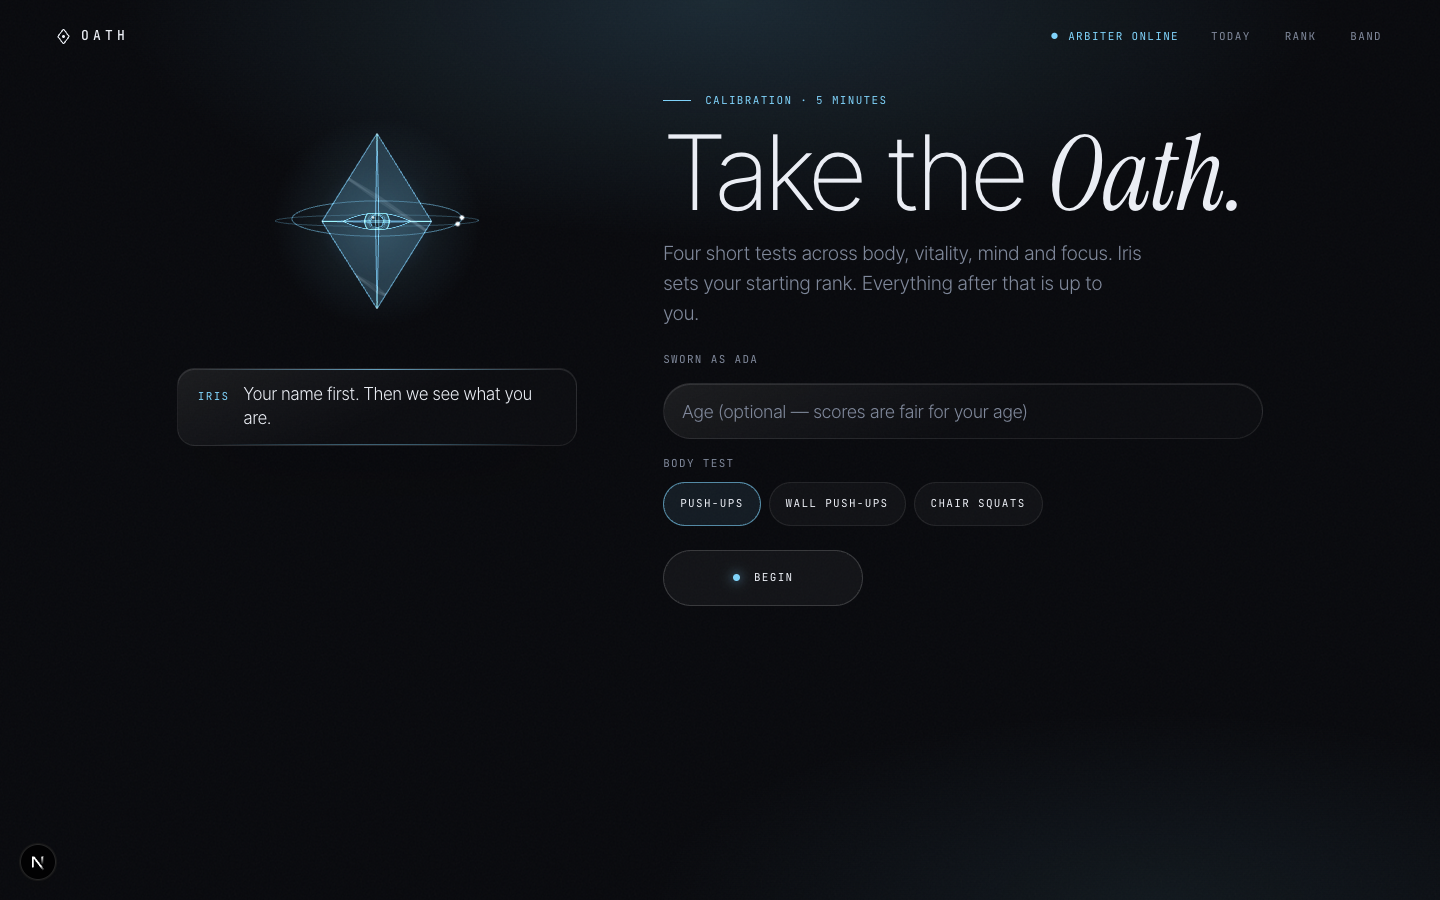 OATH
ARBITER ONLINE
TODAY
RANK
BAND
CALIBRATION · 5 MINUTES
Take the Oath.
Four short tests across body, vitality, mind and focus. Iris
sets your starting rank. Everything after that is up to
you.
IRIS
Your name first. Then we see what you
are.
SWORN AS ADA
Age (optional — scores are fair for your age)
BODY TEST
PUSH-UPS
WALL PUSH-UPS
CHAIR SQUATS
BEGIN
N